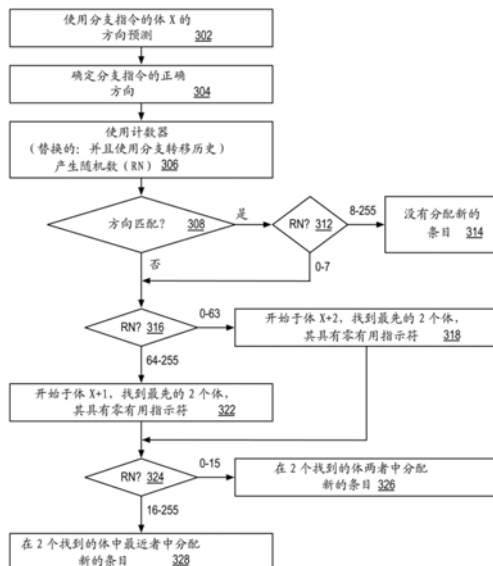 使用分支指令的体 X 的
方向预测 302
确定分支指令的正确
方向 304
使用计数器
(替换的: 并且使用分支转移历史)
产生随机数(RN) 306
方向匹配? 308
是
RN? 312
8-255
没有分配新的
条目 314
否
0-7
RN? 316
0-63
开始于体 X+2, 找到最先的 2 个体,
其具有零有用指示符 318
64-255
开始于体 X+1, 找到最先的 2 个体,
其具有零有用指示符 322
RN? 324
0-15
在 2 个找到的体两者中分配
新的条目 326
16-255
在 2 个找到的体中最近者中分配
新的条目 328